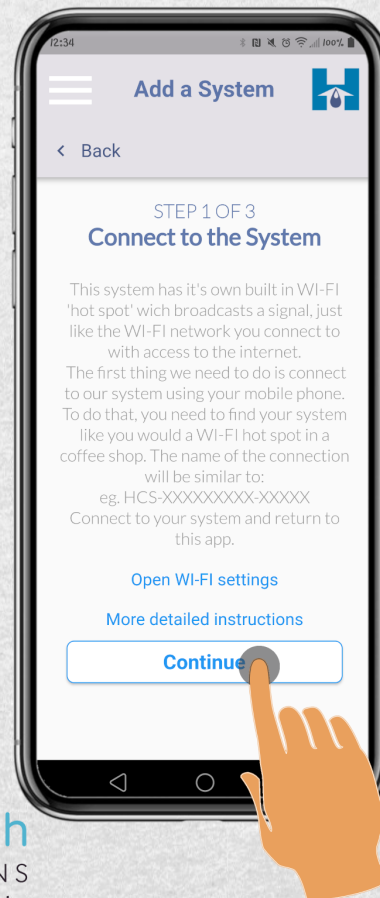 12:34
100%
Add a System
H
< Back
STEP 1 OF 3
Connect to the System
This system has it's own built in WI-FI
'hot spot' wich broadcasts a signal, just
like the WI-FI network you connect to
with access to the internet.
The first thing we need to do is connect
to our system using your mobile phone.
To do that, you need to find your system
like you would a WI-FI hot spot in a
coffee shop. The name of the connection
will be similar to:
eg. HCS-XXXXXXXXX-XXXXX
Connect to your system and return to
this app.
Open WI-FI settings
More detailed instructions
Continue
h
NS